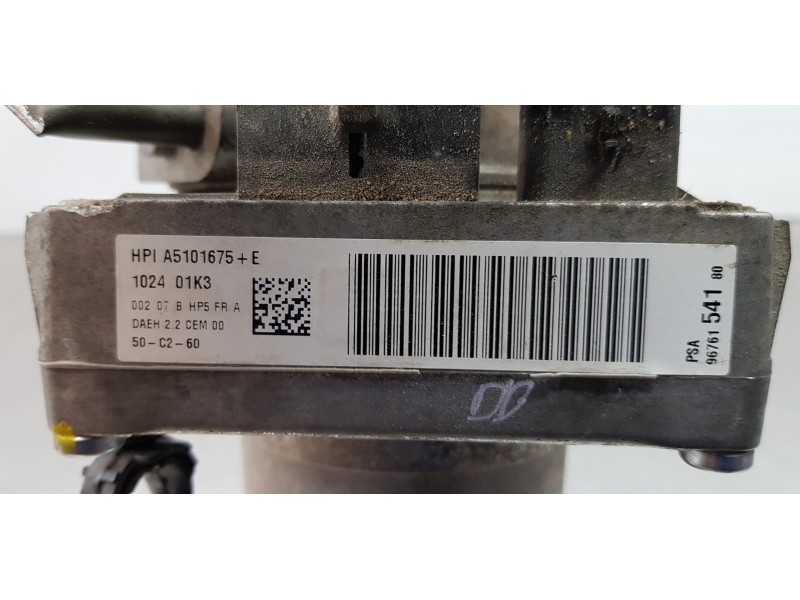 HPI A5101675+E
1024 01K3
002 07 B HP5 FR A
DAEH 2.2 CEM 00
50-C2-60
PSA
96761 541 80